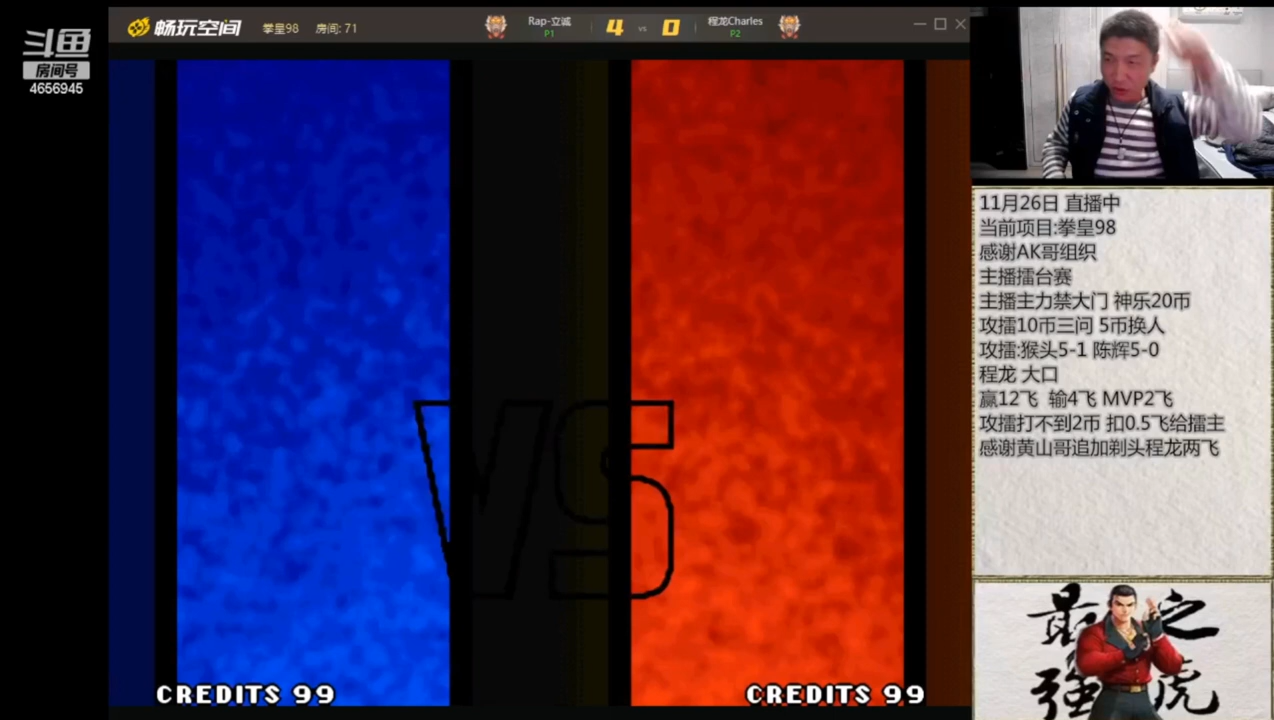 斗鱼
房间号
4656945
畅玩空间
拳皇98 房间: 71
Rap-立诚
P1
4 vs 0
程龙Charles
P2
VS
CREDITS 99
CREDITS 99
11月26日 直播中
当前项目:拳皇98
感谢AK哥组织
主播擂台赛
主播主力禁大门 神乐20币
攻擂10币三问 5币换人
攻擂:猴头5-1 陈辉5-0
程龙 大口
赢12飞 输4飞 MVP2飞
攻擂打不到2币 扣0.5飞给擂主
感谢黄山哥追加剃头程龙两飞
最 之
强 虎